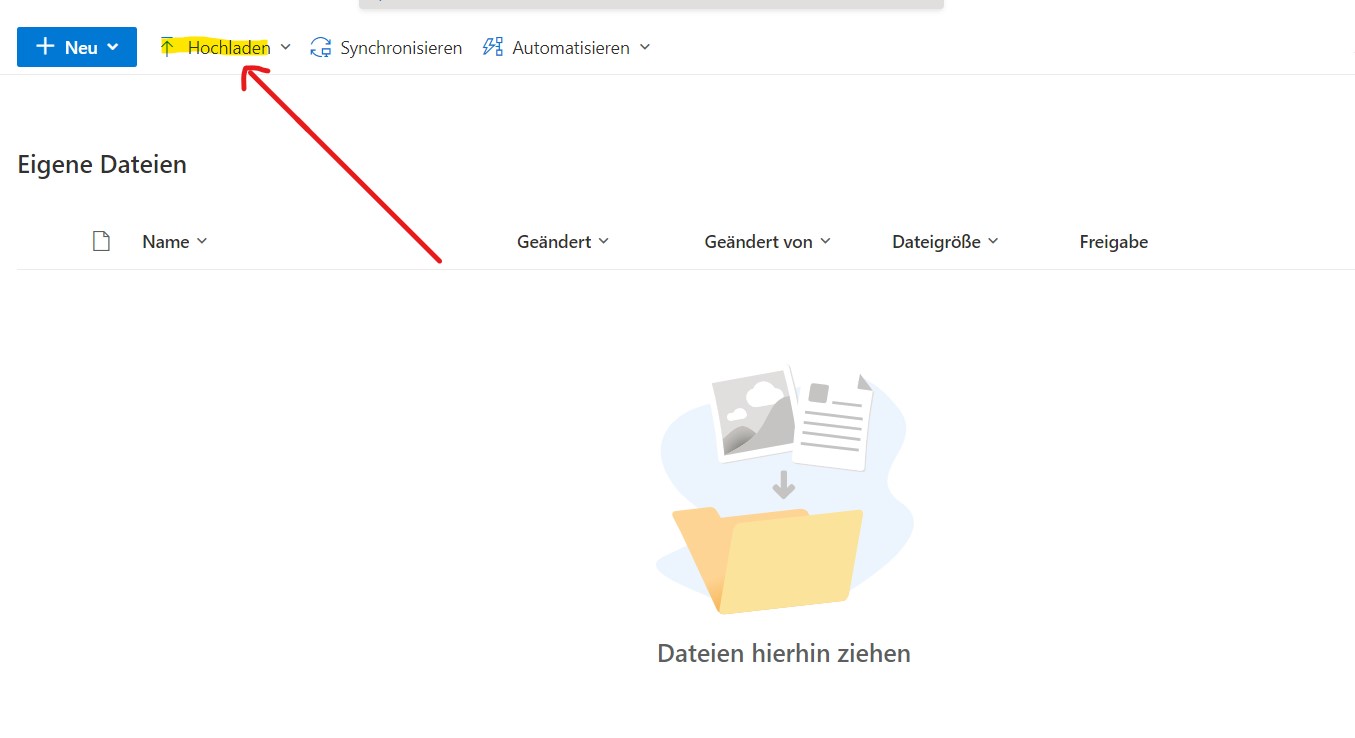 Neu Hochladen Synchronisieren Automatisieren
Eigene Dateien
Name Geändert Geändert von Dateigröße Freigabe
Dateien hierhin ziehen